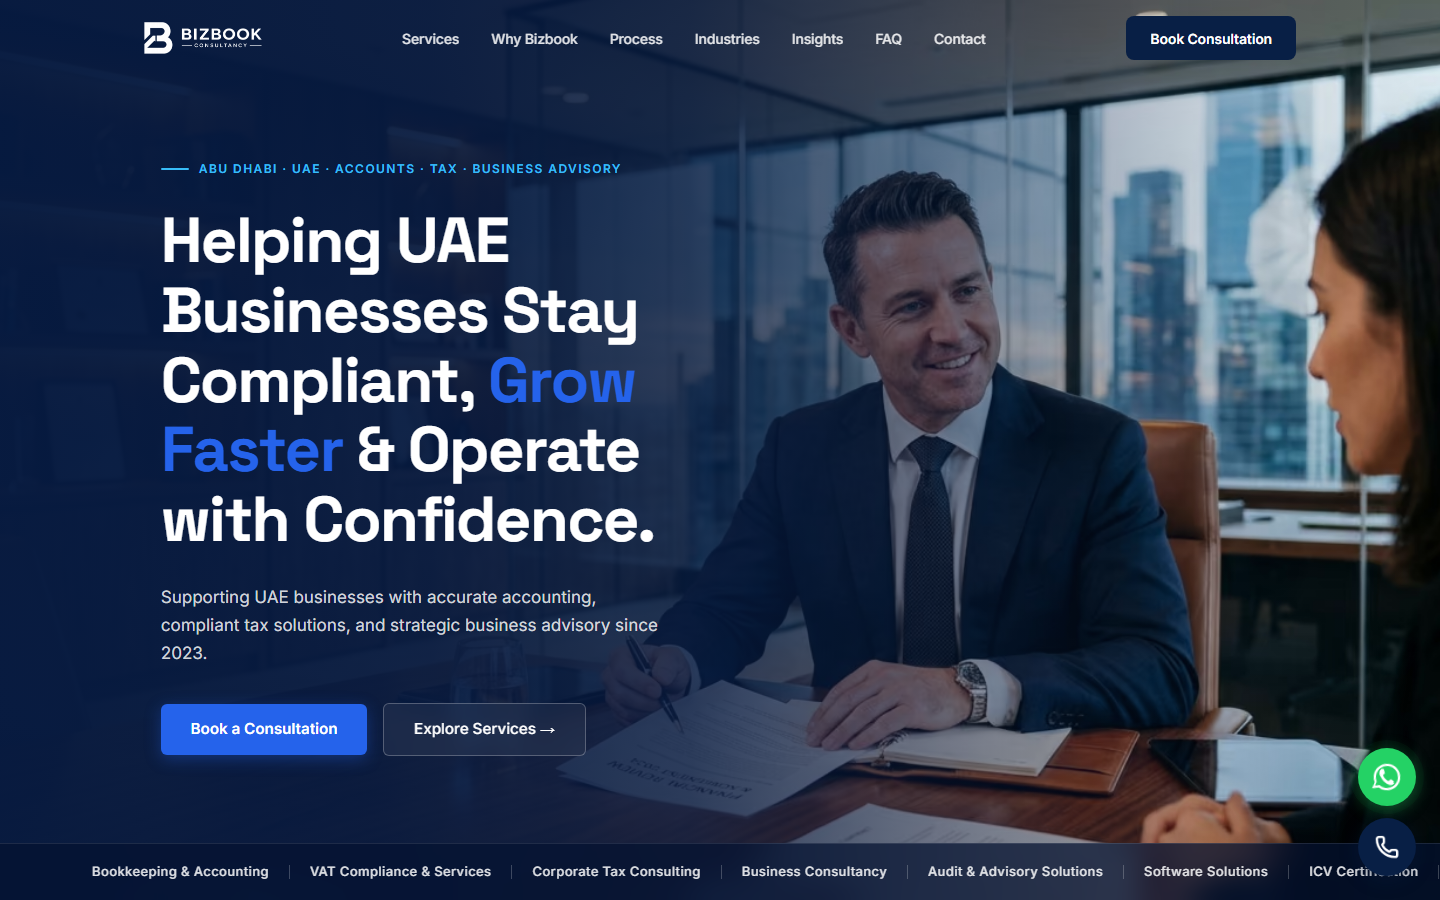 BIZBOOK
CONSULTANCY
Services
Why Bizbook
Process
Industries
Insights
FAQ
Contact
Book Consultation
ABU DHABI · UAE · ACCOUNTS · TAX · BUSINESS ADVISORY
Helping UAE
Businesses Stay
Compliant, Grow
Faster & Operate
with Confidence.
Supporting UAE businesses with accurate accounting,
compliant tax solutions, and strategic business advisory since
2023.
Book a Consultation
Explore Services →
FINANCIAL REVIEW
Bookkeeping & Accounting
VAT Compliance & Services
Corporate Tax Consulting
Business Consultancy
Audit & Advisory Solutions
Software Solutions
ICV